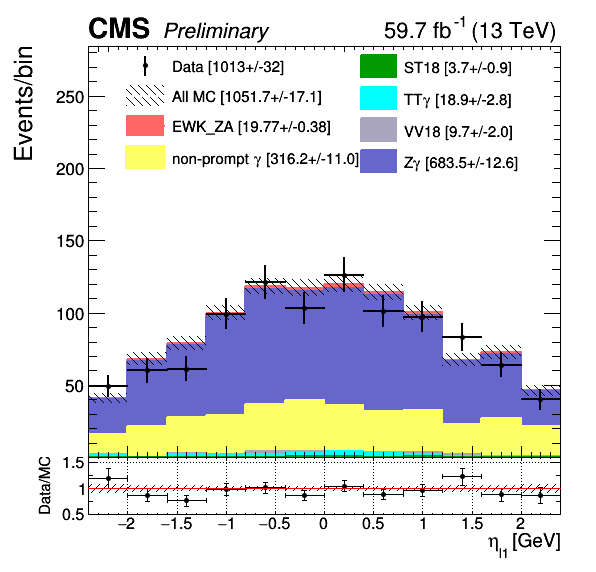 CMS Preliminary 59.7 fb⁻¹ (13 TeV)
Events/bin
Data [1013+/-32]
All MC [1051.7+/-17.1]
EWK_ZA [19.77+/-0.38]
non-prompt γ [316.2+/-11.0]
ST18 [3.7+/-0.9]
TTγ [18.9+/-2.8]
VV18 [9.7+/-2.0]
Zγ [683.5+/-12.6]
250
200
150
100
50
Data/MC
1.5
1
0.5
−2 −1.5 −1 −0.5 0 0.5 1 1.5 2
η_l1 [GeV]